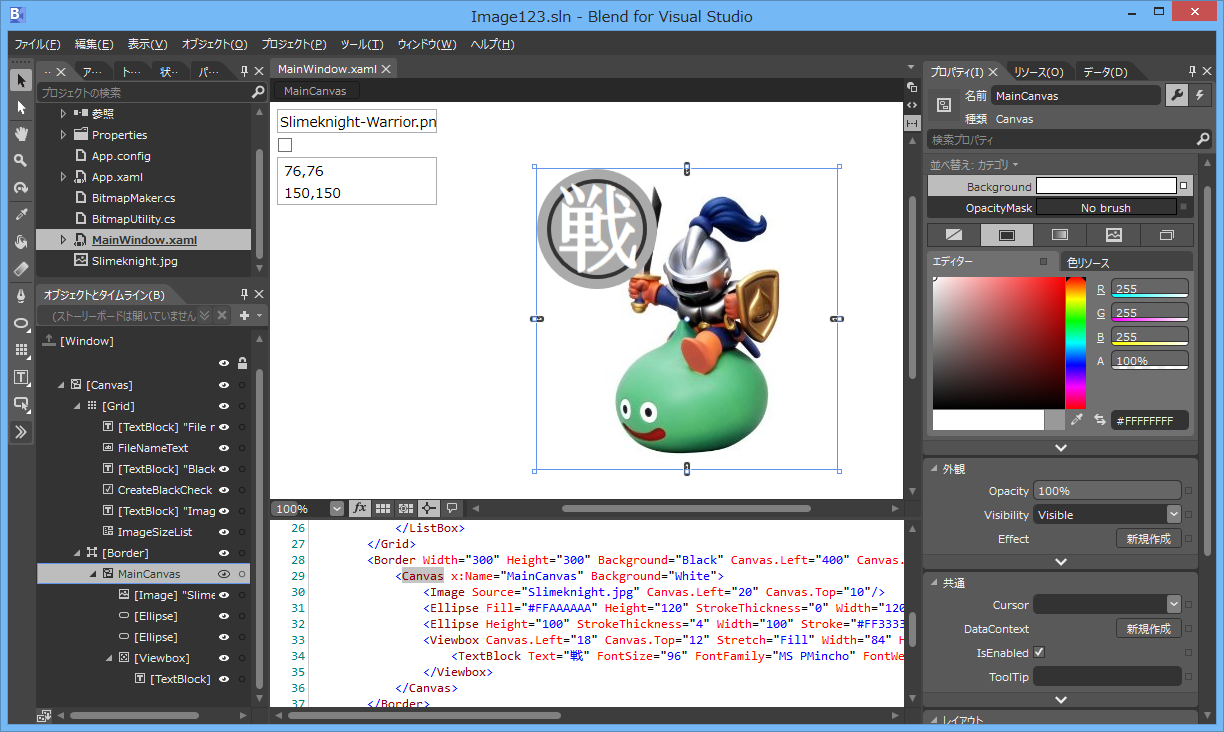 Image123.sln - Blend for Visual Studio
ファイル(F) 編集(E) 表示(V) オブジェクト(O) プロジェクト(P) ツール(T) ウィンドウ(W) ヘルプ(H)
ア‥ ト‥ 状‥ パ‥
プロジェクトの検索
参照
Properties
App.config
App.xaml
BitmapMaker.cs
BitmapUtility.cs
MainWindow.xaml
Slimeknight.jpg
オブジェクトとタイムライン(B)
(ストーリーボードは開いていません
[Window]
[Canvas]
[Grid]
[TextBlock] "File n
FileNameText
[TextBlock] "Black
CreateBlackCheck
[TextBlock] "Imag
ImageSizeList
[Border]
MainCanvas
[Image] "Slime
[Ellipse]
[Ellipse]
[Viewbox]
[TextBlock]
MainWindow.xaml
MainCanvas
Slimeknight-Warrior.pn
76,76
150,150
戦
100%
fx
26 </ListBox>
27 </Grid>
28 <Border Width="300" Height="300" Background="Black" Canvas.Left="400" Canvas.
29 <Canvas x:Name="MainCanvas" Background="White">
30 <Image Source="Slimeknight.jpg" Canvas.Left="20" Canvas.Top="10"/>
31 <Ellipse Fill="#FFAAAAAA" Height="120" StrokeThickness="0" Width="120
32 <Ellipse Height="100" StrokeThickness="4" Width="100" Stroke="#FF3333
33 <Viewbox Canvas.Left="18" Canvas.Top="12" Stretch="Fill" Width="84" H
34 <TextBlock Text="戦" FontSize="96" FontFamily="MS PMincho" FontWe
35 </Viewbox>
36 </Canvas>
37 </Border>
プロパティ(I) リソース(O) データ(D)
名前 MainCanvas
種類 Canvas
検索プロパティ
並べ替え: カテゴリ
Background
OpacityMask No brush
エディター 色リソース
R 255
G 255
B 255
A 100%
#FFFFFFFF
外観
Opacity 100%
Visibility Visible
Effect 新規作成
共通
Cursor
DataContext 新規作成
IsEnabled
ToolTip
レイアウト